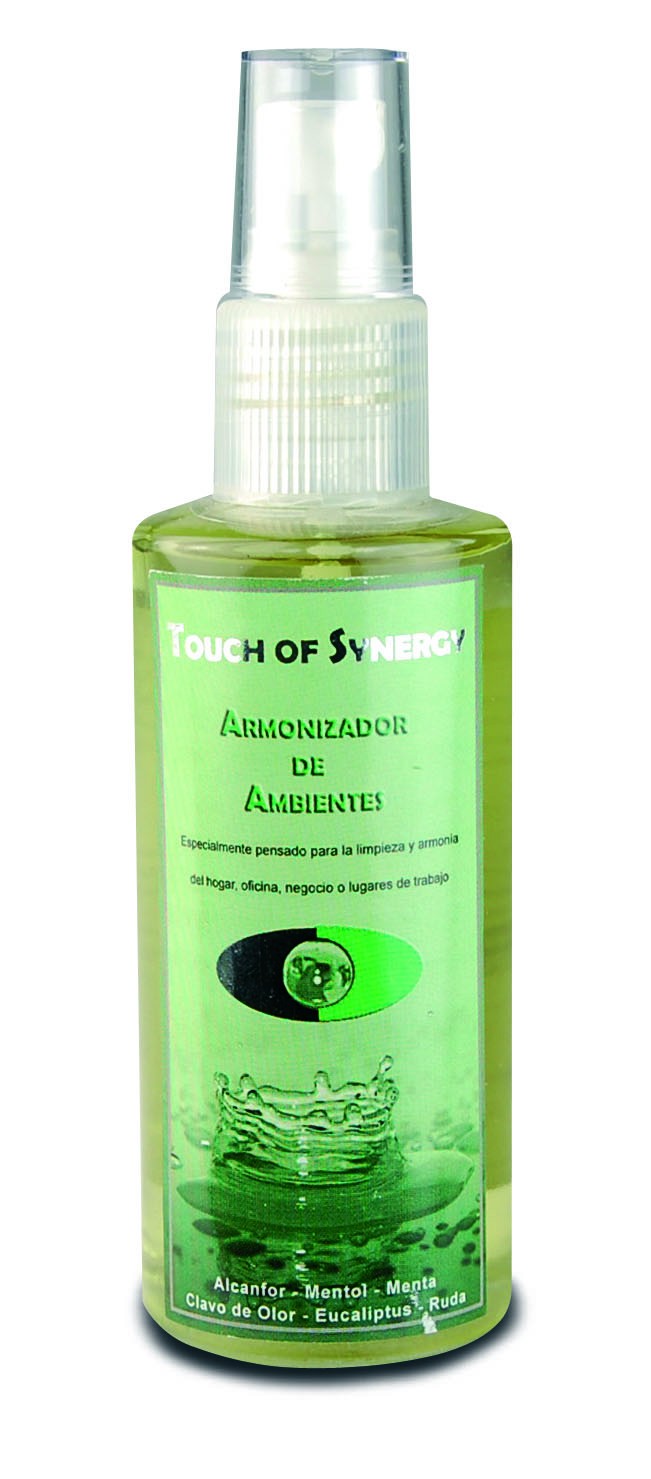 Touch of Synergy
Armonizador
de
Ambientes
Especialmente pensado para la limpieza y armonia
del hogar, oficina, negocio o lugares de trabajo
Alcanfor - Mentol - Menta
Clavo de Olor - Eucaliptus - Ruda